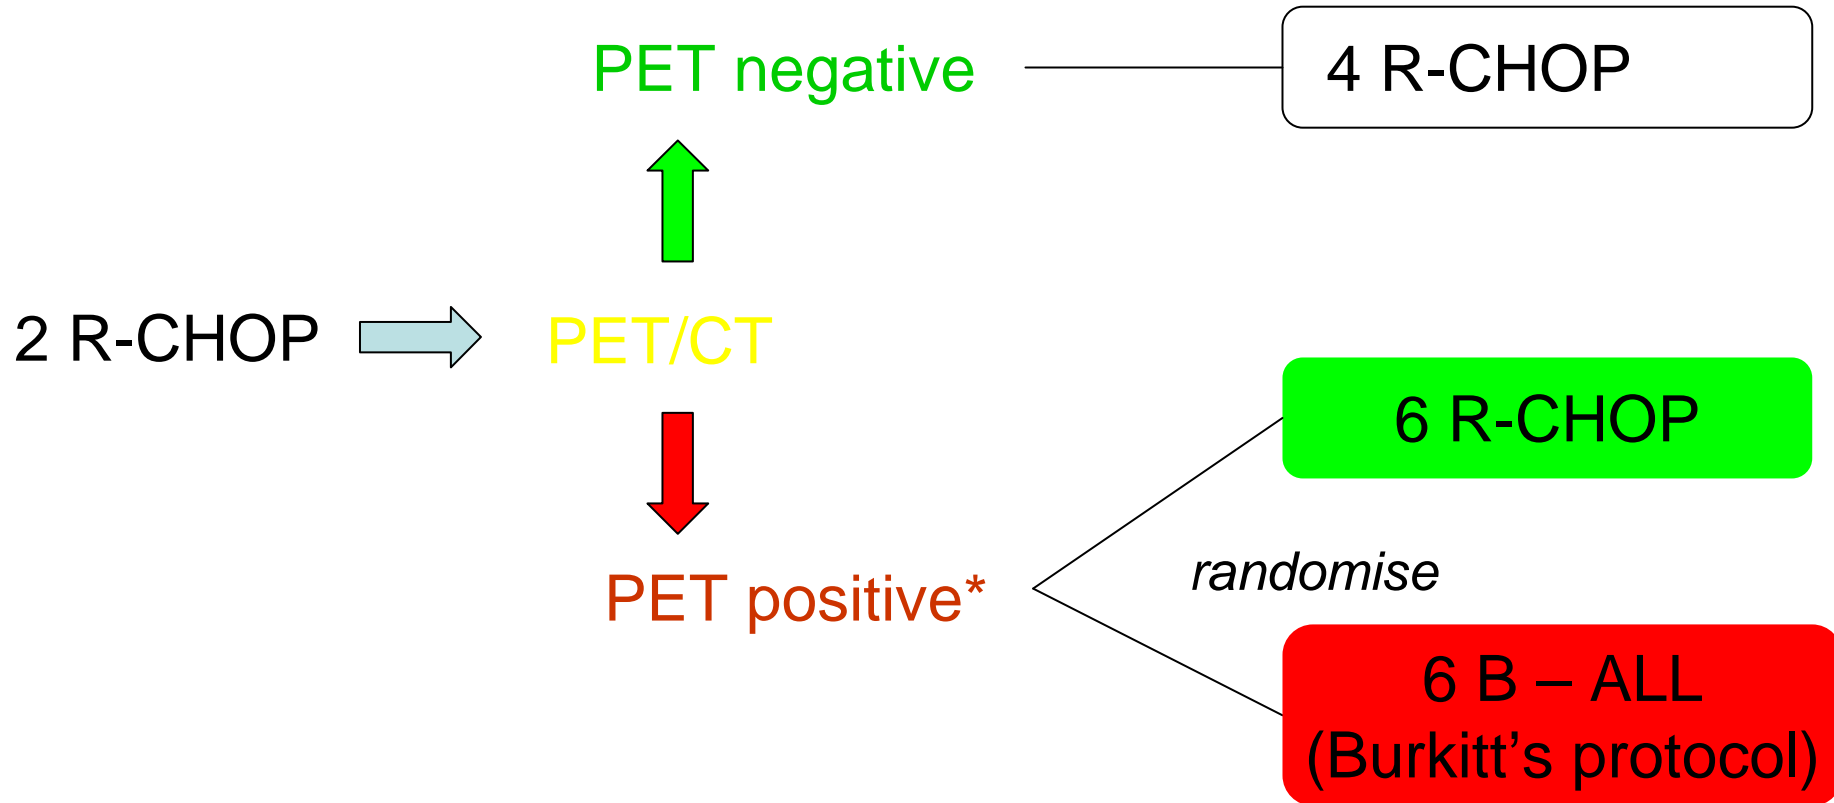 PET negative
4 R-CHOP
2 R-CHOP
PET/CT
6 R-CHOP
randomise
PET positive*
6 B – ALL
(Burkitt’s protocol)